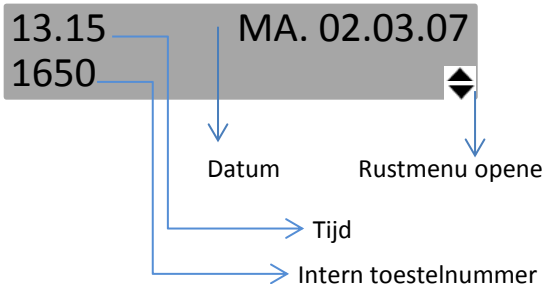 13.15 MA. 02.03.07
1650
Datum Rustmenu opene
Tijd
Intern toestelnummer